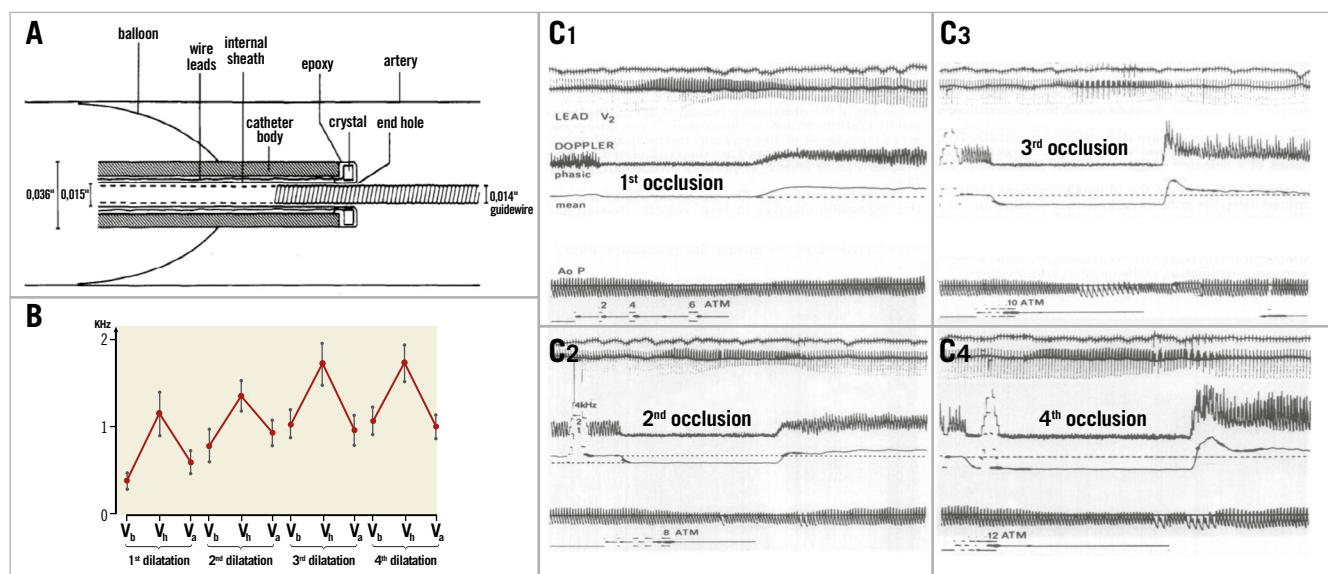 A
balloon
wire
leads
internal
sheath
epoxy
artery
catheter
body
crystal
end hole
0,036"
0,015"
0,014"
guidewire
B
KHz
2
1
0
Vb Vh Va Vb Vh Va Vb Vh Va Vb Vh Va
1st dilatation 2nd dilatation 3rd dilatation 4th dilatation
C1
LEAD V2
DOPPLER
phasic
1st occlusion
mean
Ao P
2 4 6 ATM
C2
4kHz
2
1
2nd occlusion
8 ATM
C3
3rd occlusion
10 ATM
C4
4th occlusion
12 ATM